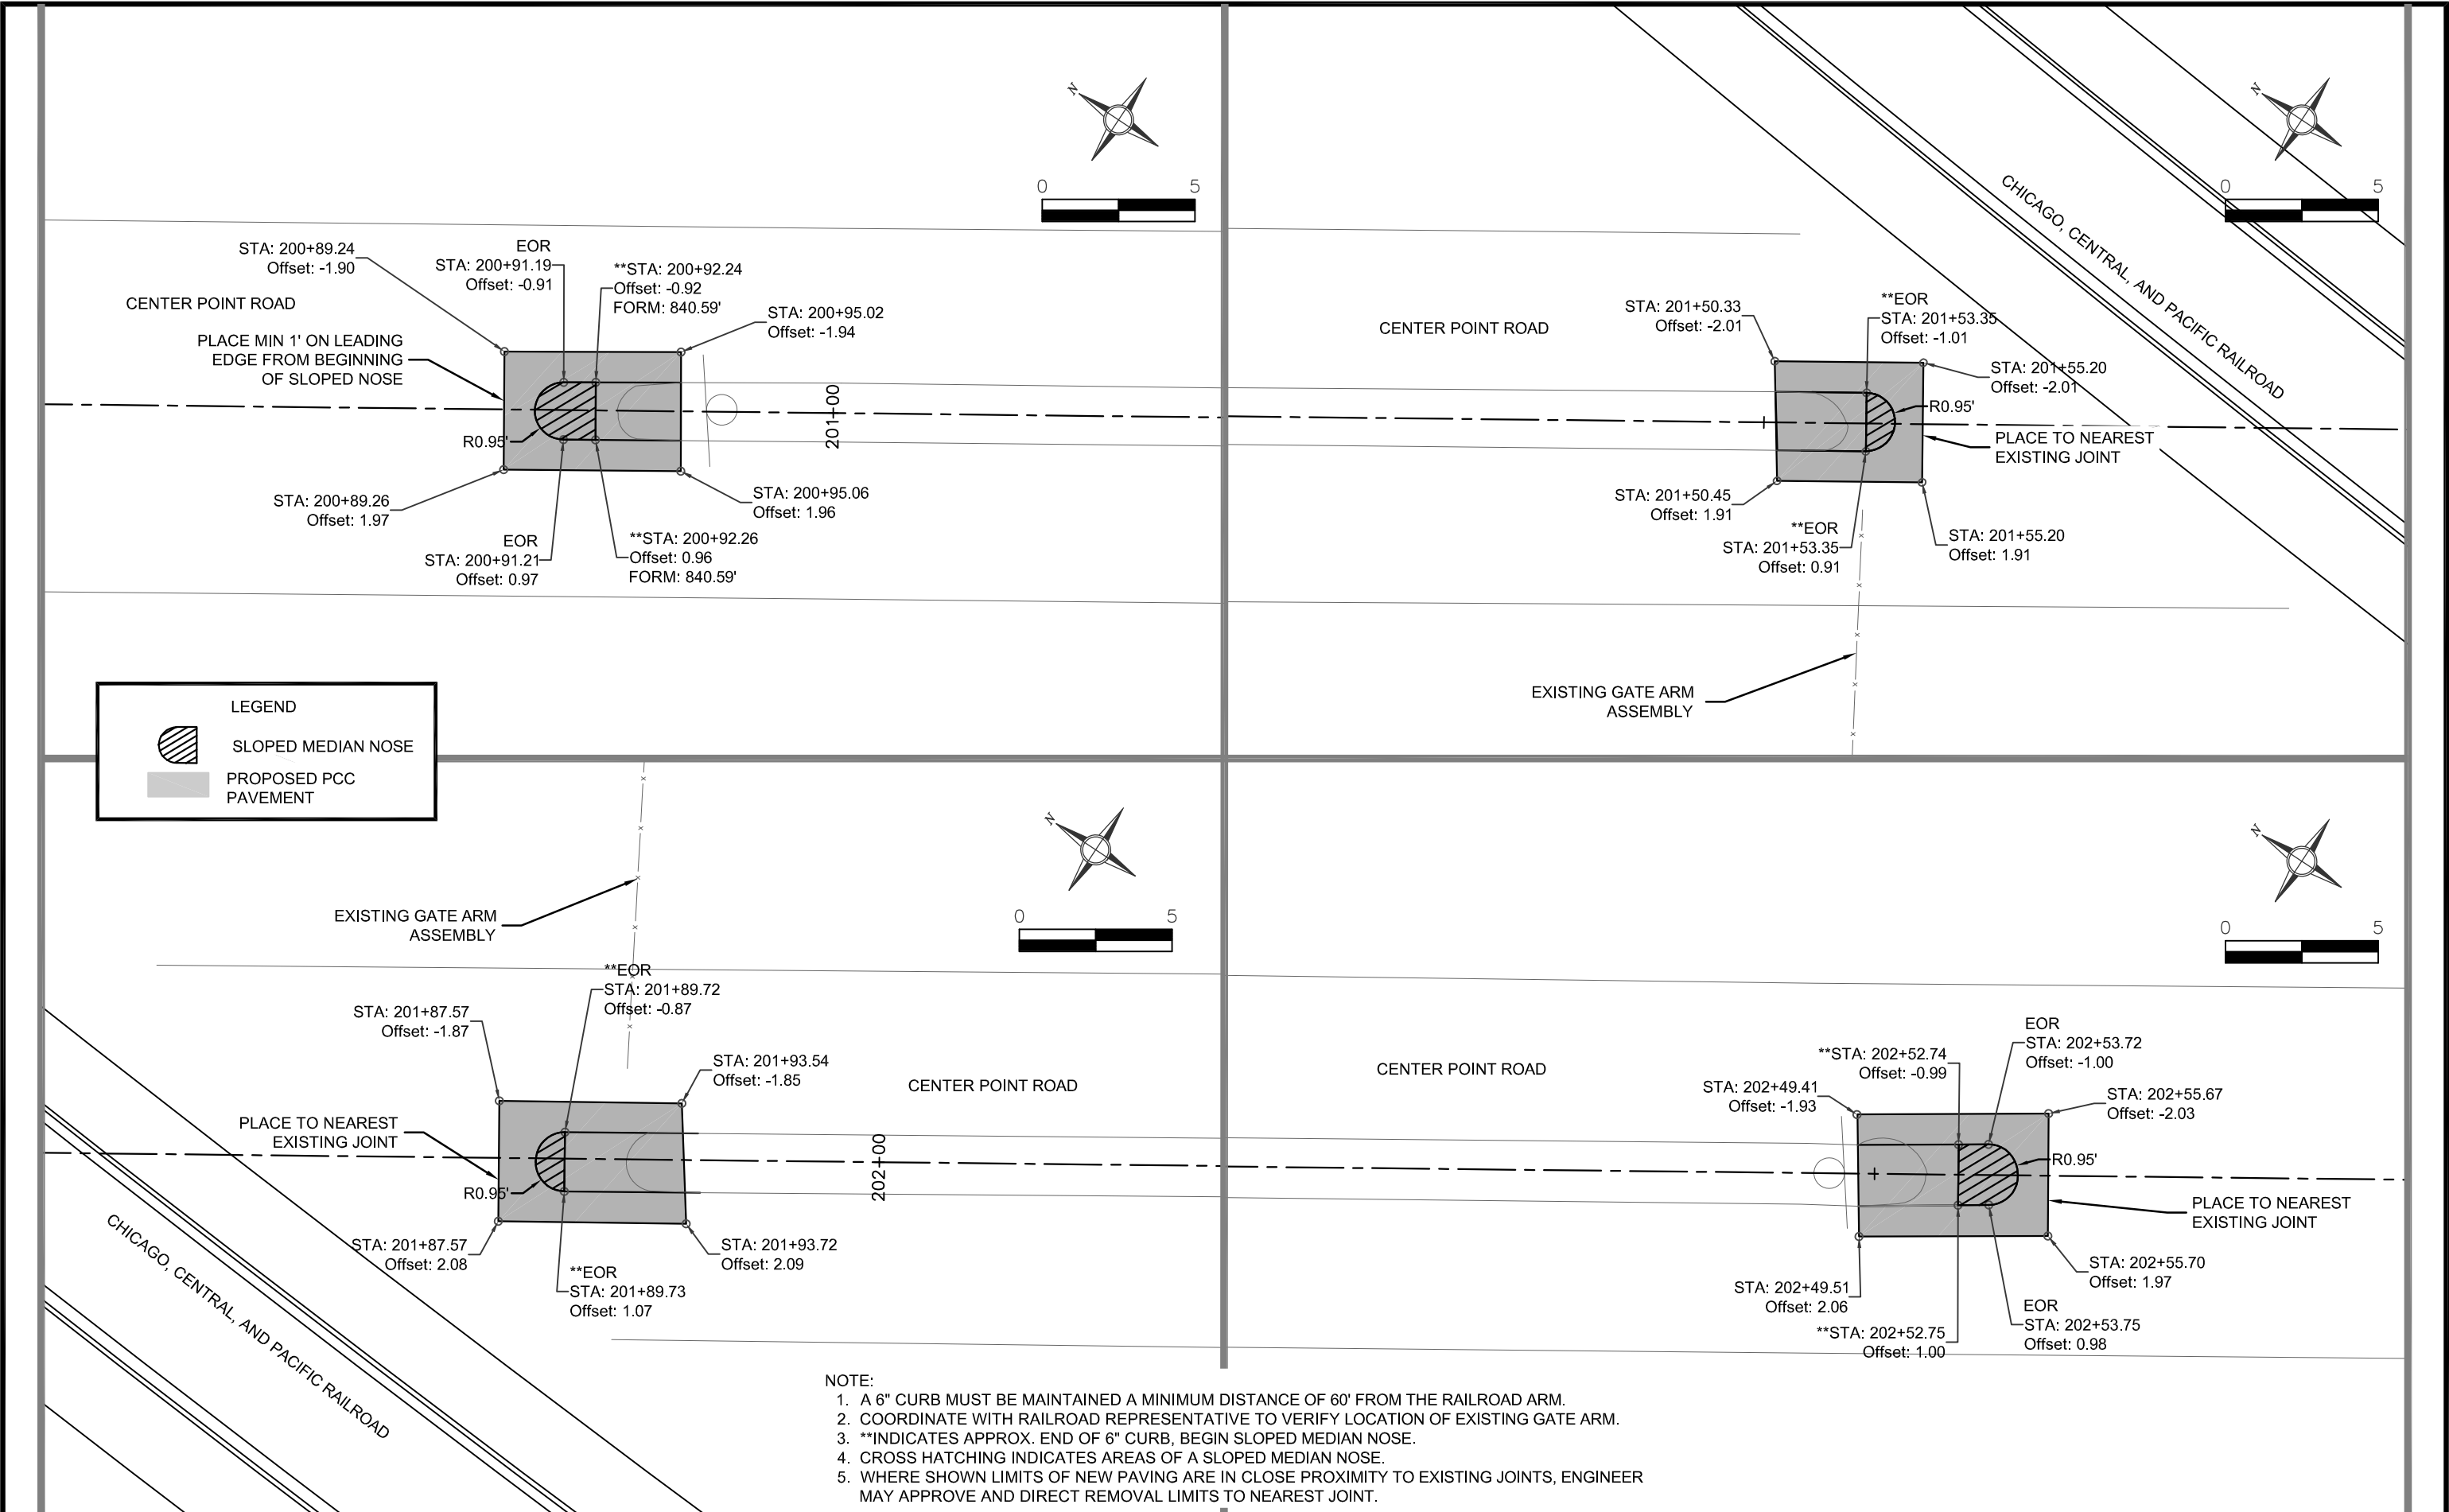 N
0 5
STA: 200+89.24
Offset: -1.90
EOR
STA: 200+91.19
Offset: -0.91
**STA: 200+92.24
Offset: -0.92
FORM: 840.59'
STA: 200+95.02
Offset: -1.94
CENTER POINT ROAD
PLACE MIN 1' ON LEADING
EDGE FROM BEGINNING
OF SLOPED NOSE
R0.95'
201+00
STA: 200+89.26
Offset: 1.97
EOR
STA: 200+91.21
Offset: 0.97
**STA: 200+92.26
Offset: 0.96
FORM: 840.59'
STA: 200+95.06
Offset: 1.96
N
0 5
CHICAGO, CENTRAL, AND PACIFIC RAILROAD
CENTER POINT ROAD
STA: 201+50.33
Offset: -2.01
**EOR
STA: 201+53.35
Offset: -1.01
STA: 201+55.20
Offset: -2.01
R0.95'
PLACE TO NEAREST
EXISTING JOINT
STA: 201+50.45
Offset: 1.91
**EOR
STA: 201+53.35
Offset: 0.91
STA: 201+55.20
Offset: 1.91
EXISTING GATE ARM
ASSEMBLY
LEGEND
SLOPED MEDIAN NOSE
PROPOSED PCC
PAVEMENT
N
0 5
EXISTING GATE ARM
ASSEMBLY
**EOR
STA: 201+89.72
Offset: -0.87
STA: 201+87.57
Offset: -1.87
STA: 201+93.54
Offset: -1.85
CENTER POINT ROAD
PLACE TO NEAREST
EXISTING JOINT
R0.95'
202+00
STA: 201+87.57
Offset: 2.08
**EOR
STA: 201+89.73
Offset: 1.07
STA: 201+93.72
Offset: 2.09
CHICAGO, CENTRAL, AND PACIFIC RAILROAD
N
0 5
CENTER POINT ROAD
**STA: 202+52.74
Offset: -0.99
EOR
STA: 202+53.72
Offset: -1.00
STA: 202+49.41
Offset: -1.93
STA: 202+55.67
Offset: -2.03
R0.95'
PLACE TO NEAREST
EXISTING JOINT
STA: 202+49.51
Offset: 2.06
**STA: 202+52.75
Offset: 1.00
EOR
STA: 202+53.75
Offset: 0.98
STA: 202+55.70
Offset: 1.97
NOTE:
1. A 6" CURB MUST BE MAINTAINED A MINIMUM DISTANCE OF 60' FROM THE RAILROAD ARM.
2. COORDINATE WITH RAILROAD REPRESENTATIVE TO VERIFY LOCATION OF EXISTING GATE ARM.
3. **INDICATES APPROX. END OF 6" CURB, BEGIN SLOPED MEDIAN NOSE.
4. CROSS HATCHING INDICATES AREAS OF A SLOPED MEDIAN NOSE.
5. WHERE SHOWN LIMITS OF NEW PAVING ARE IN CLOSE PROXIMITY TO EXISTING JOINTS, ENGINEER
MAY APPROVE AND DIRECT REMOVAL LIMITS TO NEAREST JOINT.